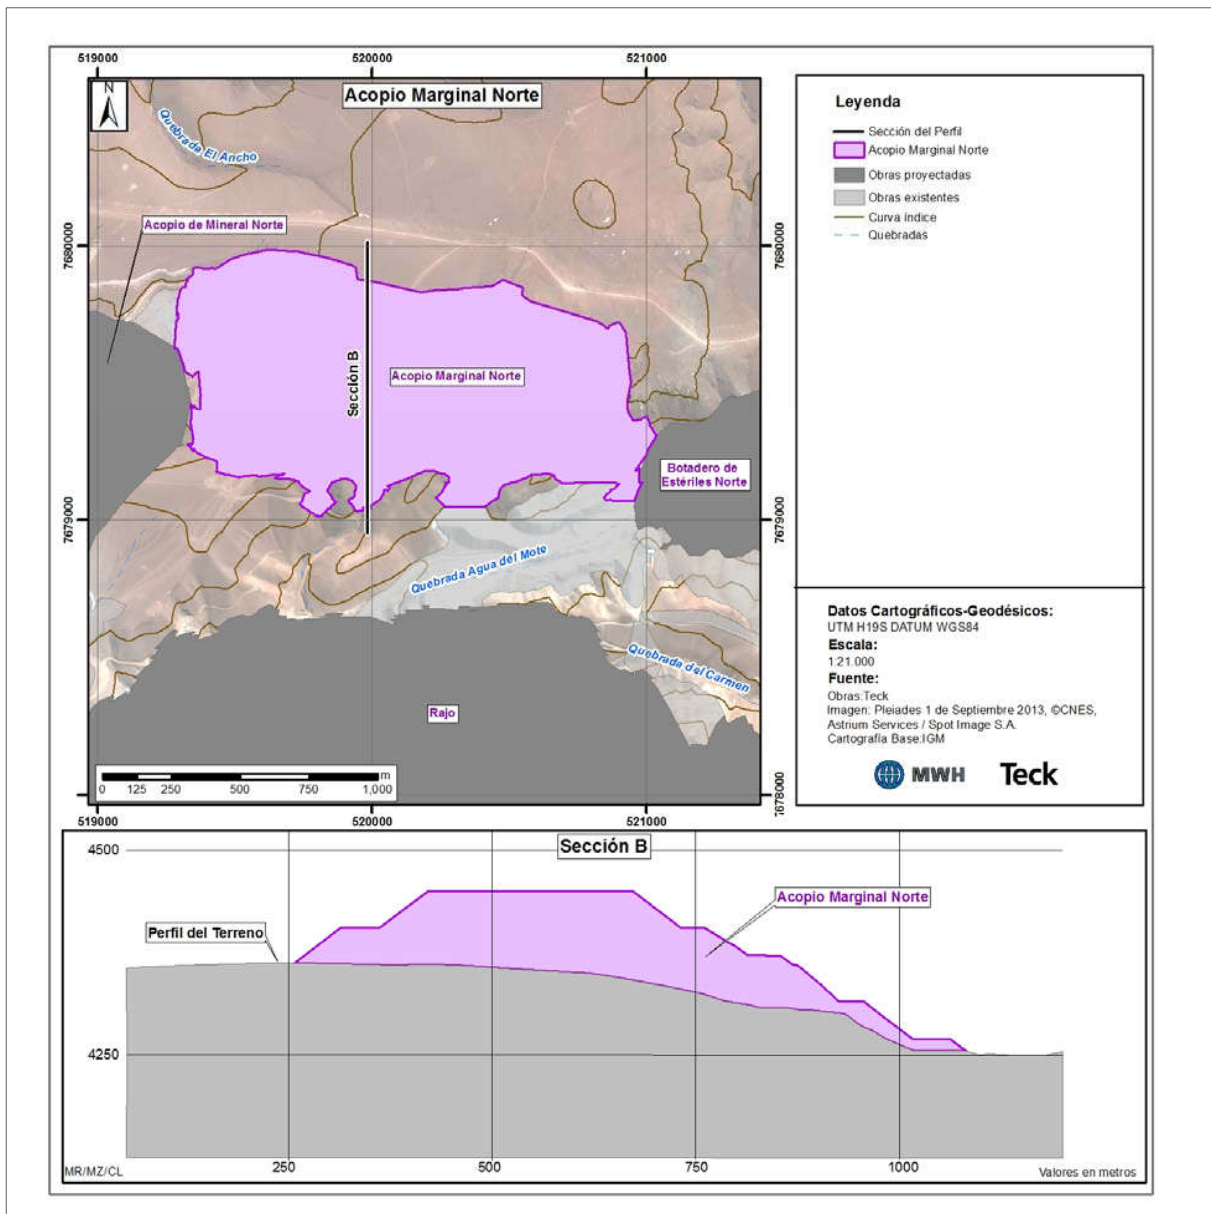 519000
520000
521000
Acopio Marginal Norte
N
Quebrada El Ancho
Acopio de Mineral Norte
7680000
7680000
Sección B
Acopio Marginal Norte
Botadero de
Estériles Norte
7679000
7679000
Quebrada Agua del Mote
Quebrada del Carmen
Rajo
m
0 125 250 500 750 1,000
7678000
519000
520000
521000
Leyenda
Sección del Perfil
Acopio Marginal Norte
Obras proyectadas
Obras existentes
Curva índice
Quebradas
Datos Cartográficos-Geodésicos:
UTM H19S DATUM WGS84
Escala:
1:21.000
Fuente:
Obras:Teck
Imagen: Pleiades 1 de Septiembre 2013, ©CNES,
Astrium Services / Spot Image S.A.
Cartografía Base:IGM
MWH
Teck
Sección B
4500
Acopio Marginal Norte
Perfil del Terreno
4250
MR/MZ/CL
250
500
750
1000
Valores en metros